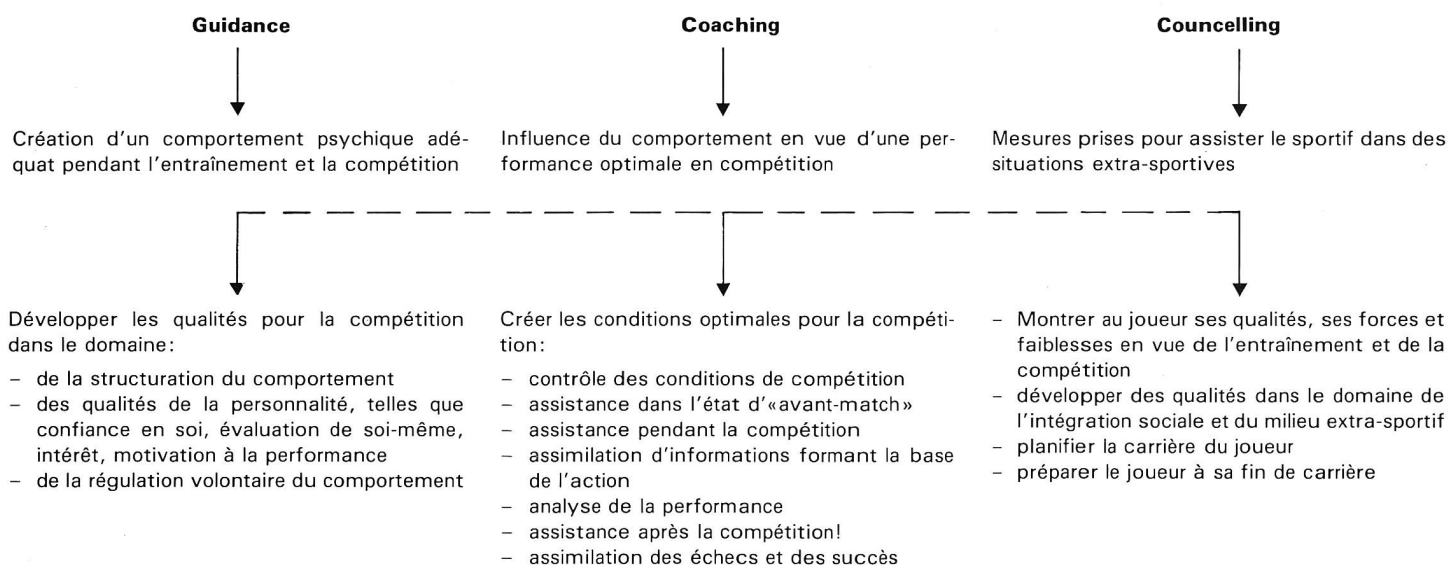 Guidance
Création d'un comportement psychique adé-
quat pendant l'entraînement et la compétition
Développer les qualités pour la compétition
dans le domaine:
– de la structuration du comportement
– des qualités de la personnalité, telles que
confiance en soi, évaluation de soi-même,
intérêt, motivation à la performance
– de la régulation volontaire du comportement
Coaching
Influence du comportement en vue d'une per-
formance optimale en compétition
Créer les conditions optimales pour la compéti-
tion:
– contrôle des conditions de compétition
– assistance dans l'état d'«avant-match»
– assistance pendant la compétition
– assimilation d'informations formant la base
de l'action
– analyse de la performance
– assistance après la compétition!
– assimilation des échecs et des succès
Councelling
Mesures prises pour assister le sportif dans des
situations extra-sportives
– Montrer au joueur ses qualités, ses forces et
faiblesses en vue de l'entraînement et de la
compétition
– développer des qualités dans le domaine de
l'intégration sociale et du milieu extra-sportif
– planifier la carrière du joueur
– préparer le joueur à sa fin de carrière